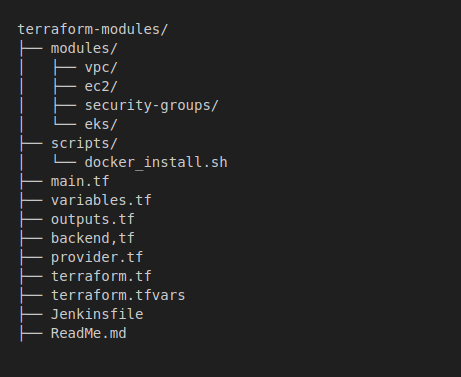 terraform-modules/
├── modules/
│   ├── vpc/
│   ├── ec2/
│   ├── security-groups/
│   └── eks/
├── scripts/
│   └── docker_install.sh
├── main.tf
├── variables.tf
├── outputs.tf
├── backend,tf
├── provider.tf
├── terraform.tf
├── terraform.tfvars
├── Jenkinsfile
├── ReadMe.md